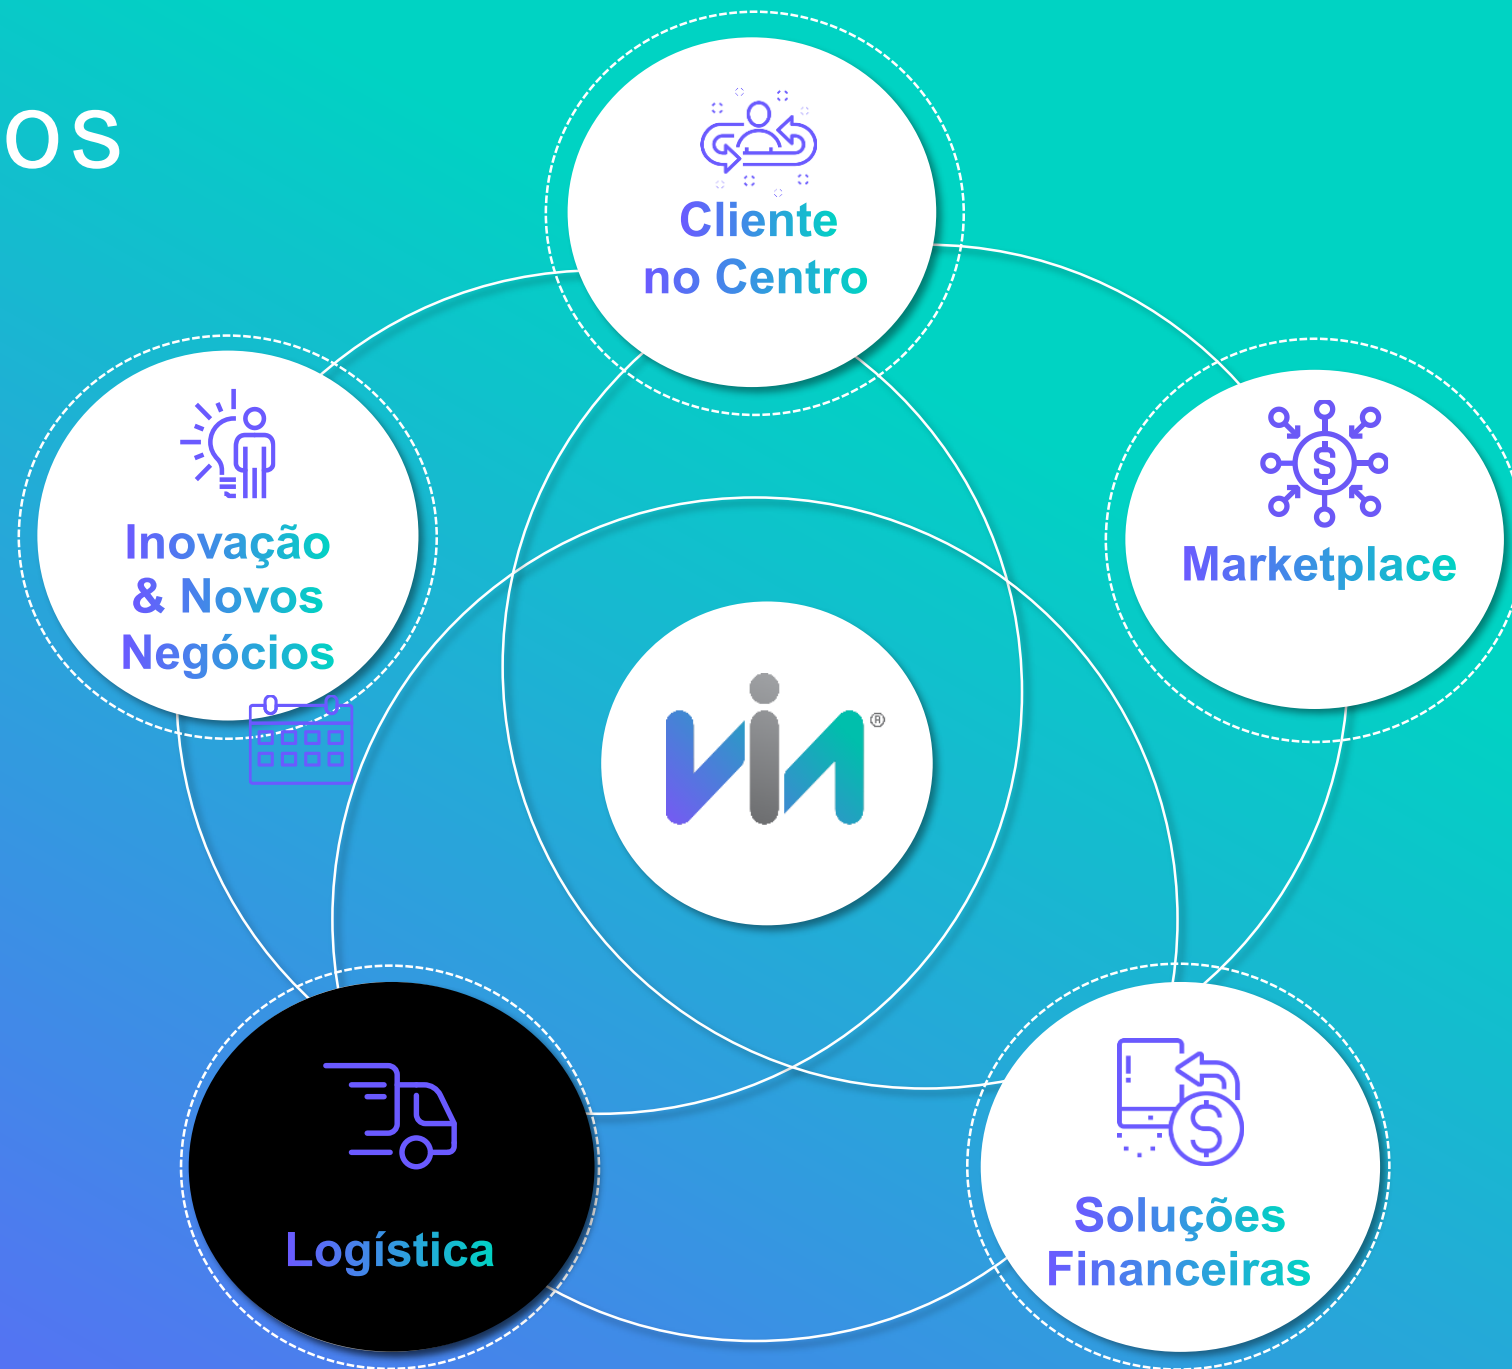 os
Cliente
no Centro
Inovação
& Novos
Negócios
Marketplace
via®
Logística
Soluções
Financeiras